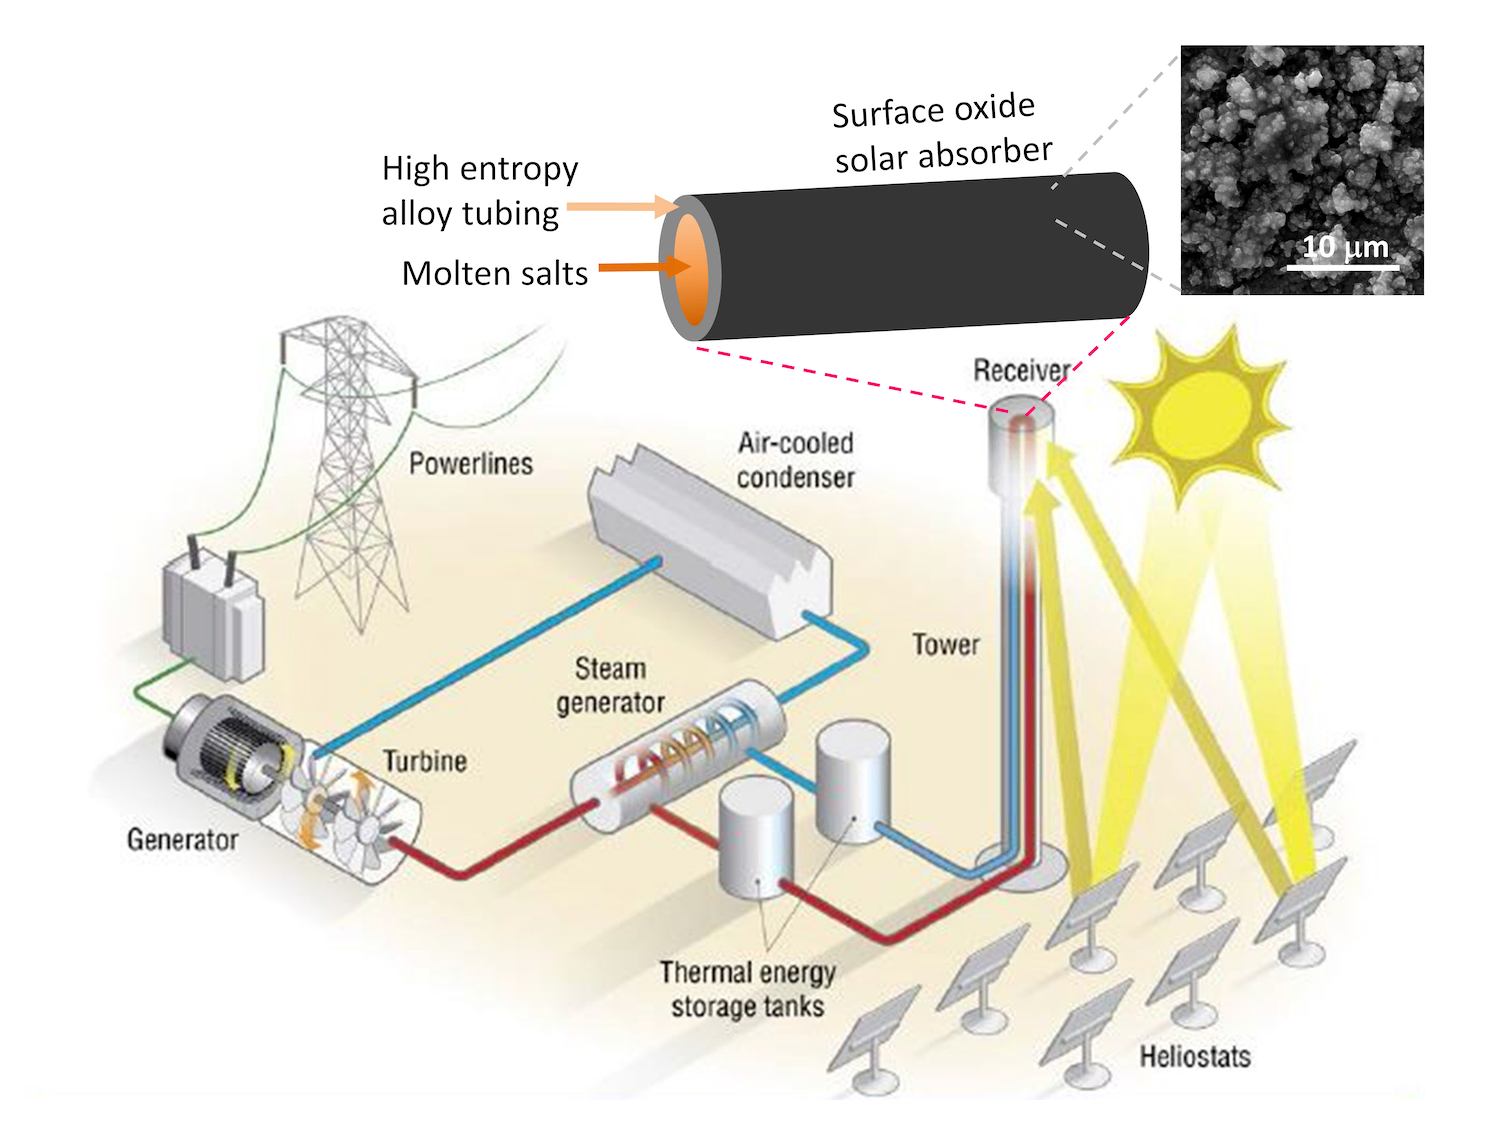 Surface oxide
solar absorber
High entropy
alloy tubing
Molten salts
10 μm
Receiver
Powerlines
Air-cooled
condenser
Tower
Steam
generator
Turbine
Generator
Thermal energy
storage tanks
Heliostats